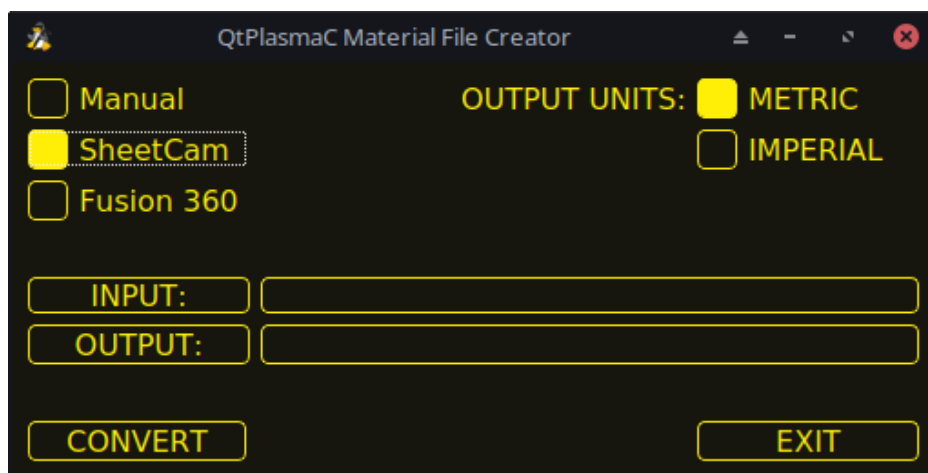 QtPlasmaC Material File Creator
Manual OUTPUT UNITS: METRIC
SheetCam IMPERIAL
Fusion 360
INPUT:
OUTPUT:
CONVERT EXIT